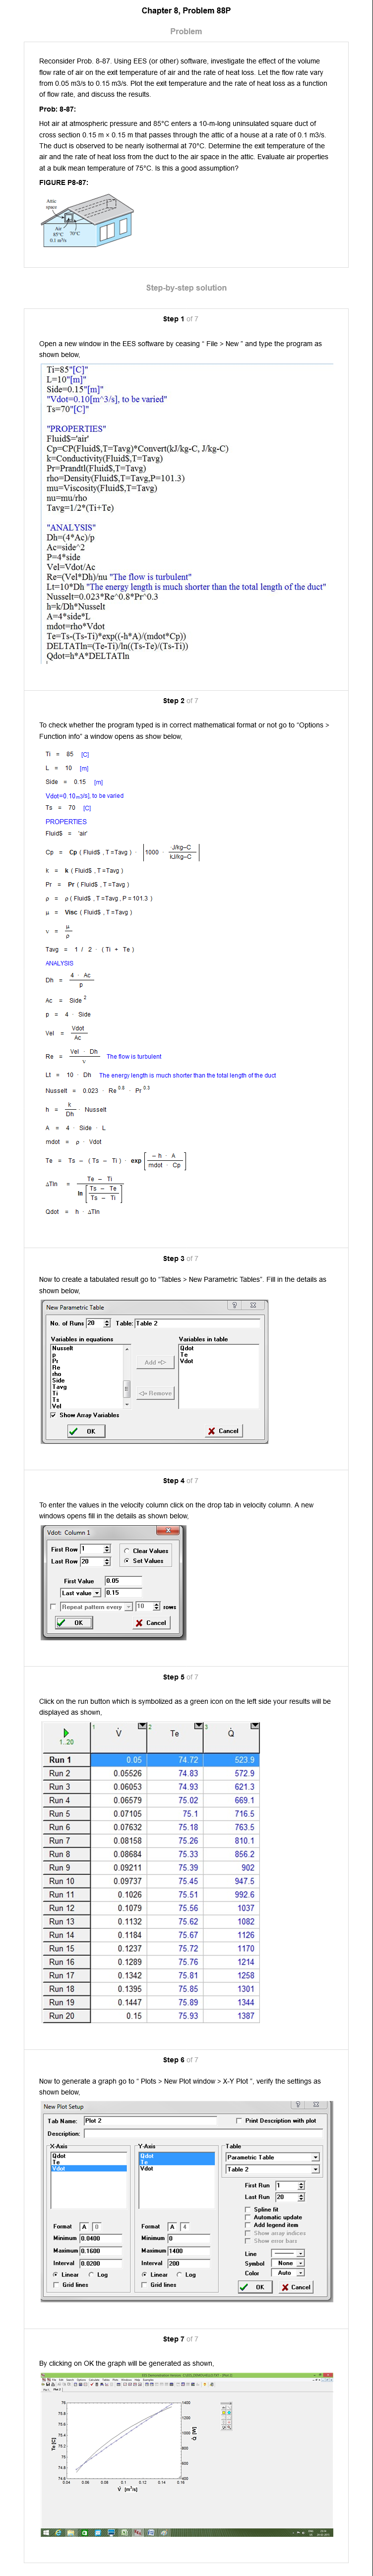 Chapter 8, Problem 88P
Problem
Reconsider Prob. 8-87. Using EES (or other) software, investigate the effect of the volume
flow rate of air on the exit temperature of air and the rate of heat loss. Let the flow rate vary
from 0.05 m3/s to 0.15 m3/s. Plot the exit temperature and the rate of heat loss as a function
of flow rate, and discuss the results.
Prob: 8-87:
Hot air at atmospheric pressure and 85°C enters a 10-m-long uninsulated square duct of
cross section 0.15 m × 0.15 m that passes through the attic of a house at a rate of 0.1 m3/s.
The duct is observed to be nearly isothermal at 70°C. Determine the exit temperature of the
air and the rate of heat loss from the duct to the air space in the attic. Evaluate air properties
at a bulk mean temperature of 75°C. Is this a good assumption?
FIGURE P8-87:
Attic
space
Air
85°C
70°C
0.1 m³/s
Step-by-step solution
Step 1 of 7
Open a new window in the EES software by ceasing " File > New " and type the program as
shown below,
Ti=85"[C]"
L=10"[m]"
Side=0.15"[m]"
"Vdot=0.10[m^3/s], to be varied"
Ts=70"[C]"
"PROPERTIES"
Fluid$='air'
Cp=CP(Fluid$,T=Tavg)*Convert(kJ/kg-C, J/kg-C)
k=Conductivity(Fluid$,T=Tavg)
Pr=Prandtl(Fluid$,T=Tavg)
rho=Density(Fluid$,T=Tavg,P=101.3)
mu=Viscosity(Fluid$,T=Tavg)
nu=mu/rho
Tavg=1/2*(Ti+Te)
"ANALYSIS"
Dh=(4*Ac)/p
Ac=side^2
P=4*side
Vel=Vdot/Ac
Re=(Vel*Dh)/nu "The flow is turbulent"
Lt=10*Dh "The energy length is much shorter than the total length of the duct"
Nusselt=0.023*Re^0.8*Pr^0.3
h=k/Dh*Nusselt
A=4*side*L
mdot=rho*Vdot
Te=Ts-(Ts-Ti)*exp((-h*A)/(mdot*Cp))
DELTATln=(Te-Ti)/ln((Ts-Te)/(Ts-Ti))
Qdot=h*A*DELTATln
Step 2 of 7
To check whether the program typed is in correct mathematical format or not go to "Options >
Function info" a window opens as show below,
Ti = 85 [C]
L = 10 [m]
Side = 0.15 [m]
Vdot=0.10m3/s], to be varied
Ts = 70 [C]
PROPERTIES
Fluid$ = 'air'
Cp = Cp ( Fluid$ , T = Tavg ) · | 1000 · J/kg–C / kJ/kg–C |
k = k ( Fluid$ , T = Tavg )
Pr = Pr ( Fluid$ , T = Tavg )
ρ = ρ ( Fluid$ , T = Tavg , P = 101.3 )
μ = Visc ( Fluid$ , T = Tavg )
ν = μ / ρ
Tavg = 1 / 2 · ( Ti + Te )
ANALYSIS
Dh = 4 · Ac / p
Ac = Side 2
p = 4 · Side
Vel = Vdot / Ac
Re = Vel · Dh / ν The flow is turbulent
Lt = 10 · Dh The energy length is much shorter than the total length of the duct
Nusselt = 0.023 · Re 0.8 · Pr 0.3
h = k / Dh · Nusselt
A = 4 · Side · L
mdot = ρ · Vdot
Te = Ts – ( Ts – Ti ) · exp [ – h · A / mdot · Cp ]
ΔTln = Te – Ti / ln [ Ts – Te / Ts – Ti ]
Qdot = h · ΔTln
Step 3 of 7
Now to create a tabulated result go to "Tables > New Parametric Tables". Fill in the details as
shown below,
New Parametric Table
No. of Runs 20 Table: Table 2
Variables in equations
Variables in table
Nusselt
p
Pr
Re
rho
Side
Tavg
Ti
Ts
Vel
Add
Remove
Qdot
Te
Vdot
Show Array Variables
OK
Cancel
Step 4 of 7
To enter the values in the velocity column click on the drop tab in velocity column. A new
windows opens fill in the details as shown below,
Vdot: Column 1
First Row 1
Last Row 20
Clear Values
Set Values
First Value 0.05
Last value 0.15
Repeat pattern every 10 rows
OK
Cancel
Step 5 of 7
Click on the run button which is symbolized as a green icon on the left side your results will be
displayed as shown,
1..20 1 V̇ 2 Te 3 Q̇
Run 1 0.05 74.72 523.9
Run 2 0.05526 74.83 572.9
Run 3 0.06053 74.93 621.3
Run 4 0.06579 75.02 669.1
Run 5 0.07105 75.1 716.5
Run 6 0.07632 75.18 763.5
Run 7 0.08158 75.26 810.1
Run 8 0.08684 75.33 856.2
Run 9 0.09211 75.39 902
Run 10 0.09737 75.45 947.5
Run 11 0.1026 75.51 992.6
Run 12 0.1079 75.56 1037
Run 13 0.1132 75.62 1082
Run 14 0.1184 75.67 1126
Run 15 0.1237 75.72 1170
Run 16 0.1289 75.76 1214
Run 17 0.1342 75.81 1258
Run 18 0.1395 75.85 1301
Run 19 0.1447 75.89 1344
Run 20 0.15 75.93 1387
Step 6 of 7
Now to generate a graph go to " Plots > New Plot window > X-Y Plot ", verify the settings as
shown below,
New Plot Setup
Tab Name: Plot 2
Print Description with plot
Description:
X-Axis
Qdot
Te
Vdot
Format A 0
Minimum 0.0400
Maximum 0.1600
Interval 0.0200
Linear Log
Grid lines
Y-Axis
Qdot
Te
Vdot
Format A 4
Minimum 0
Maximum 1400
Interval 200
Linear Log
Grid lines
Table
Parametric Table
Table 2
First Run 1
Last Run 20
Spline fit
Automatic update
Add legend item
Show array indices
Show error bars
Line
Symbol None
Color Auto
OK
Cancel
Step 7 of 7
By clicking on OK the graph will be generated as shown,
Te [C]
Q̇ [W]
0.04 0.06 0.08 0.1 0.12 0.14 0.16
V̇ [m³/s]